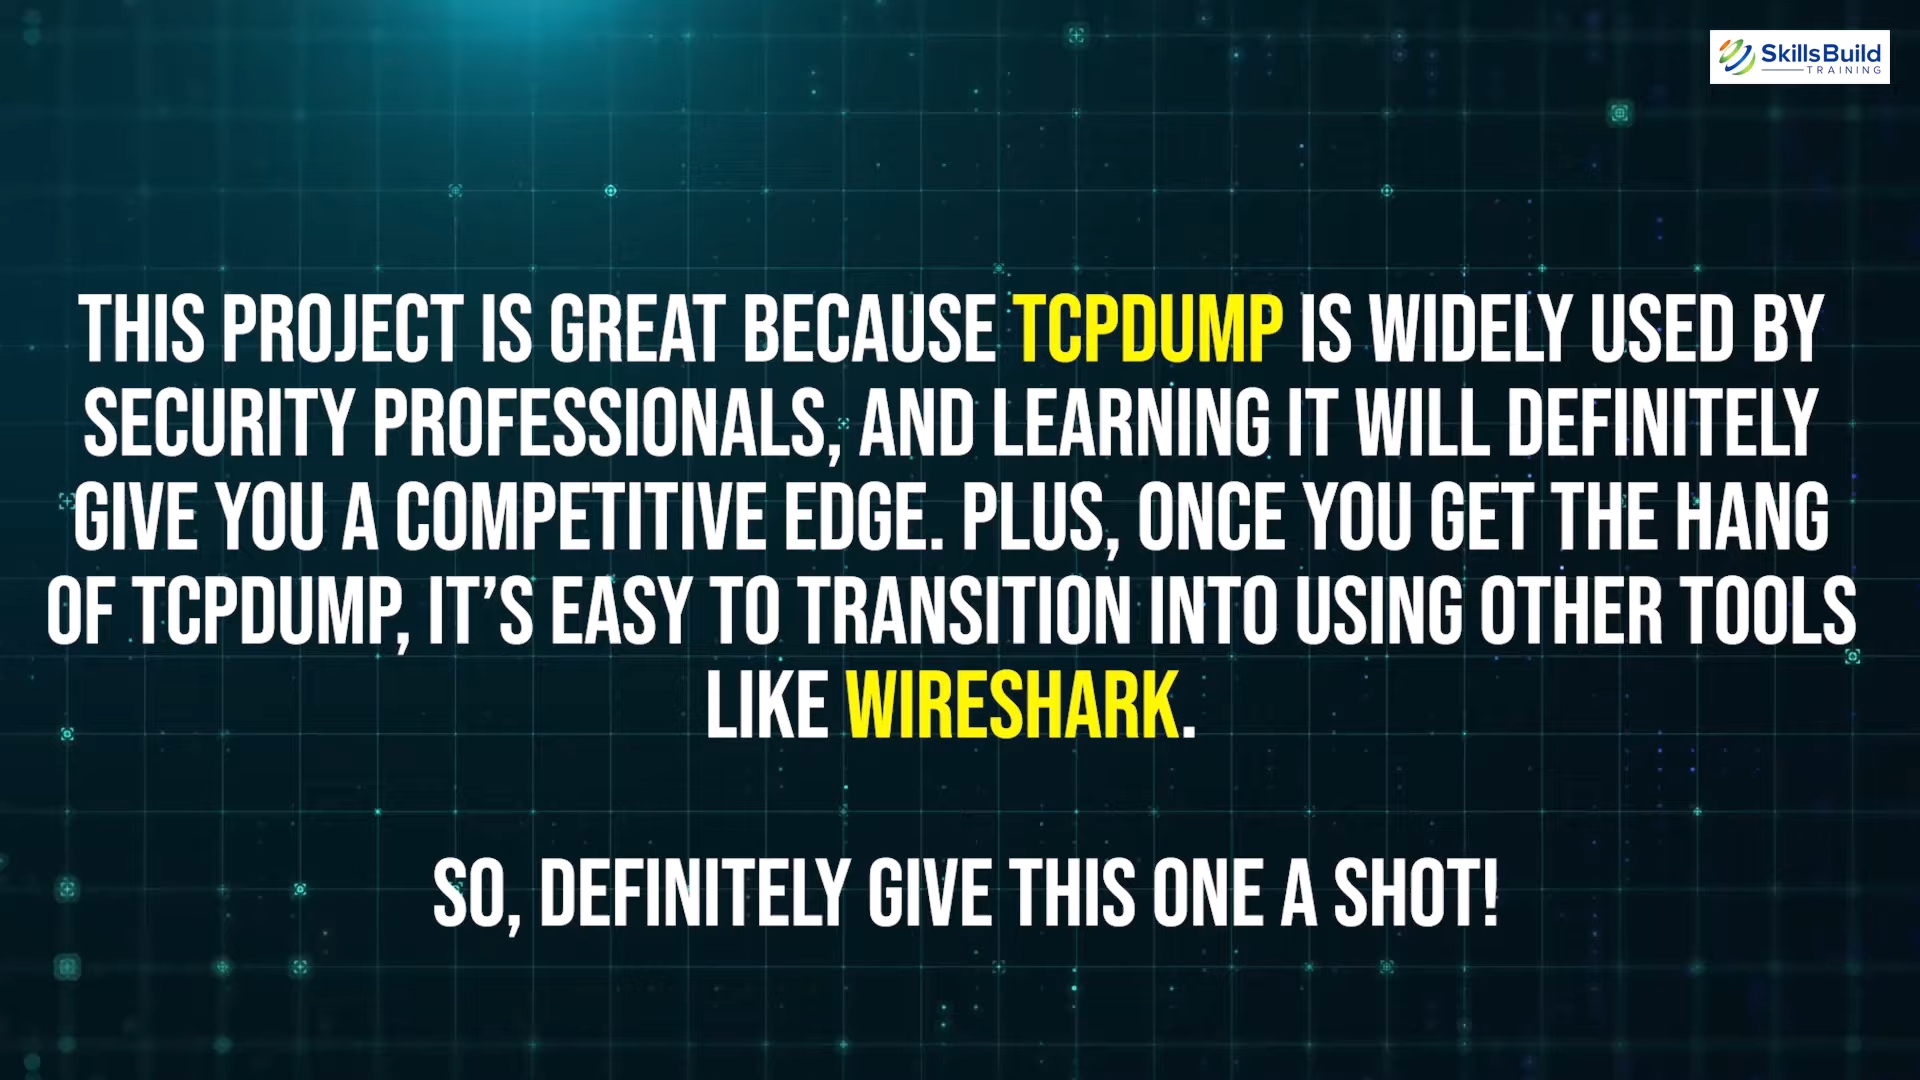 SkillsBuild
TRAINING
THIS PROJECT IS GREAT BECAUSE TCPDUMP IS WIDELY USED BY
SECURITY PROFESSIONALS, AND LEARNING IT WILL DEFINITELY
GIVE YOU A COMPETITIVE EDGE. PLUS, ONCE YOU GET THE HANG
OF TCPDUMP, IT’S EASY TO TRANSITION INTO USING OTHER TOOLS
LIKE WIRESHARK.
SO, DEFINITELY GIVE THIS ONE A SHOT!